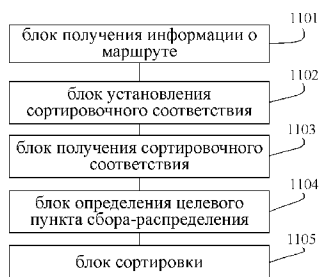 1101
блок получения информации о
маршруте
1102
блок установления
сортировочного соответствия
1103
блок получения сортировочного
соответствия
1104
блок определения целевого
пункта сбора-распределения
1105
блок сортировки